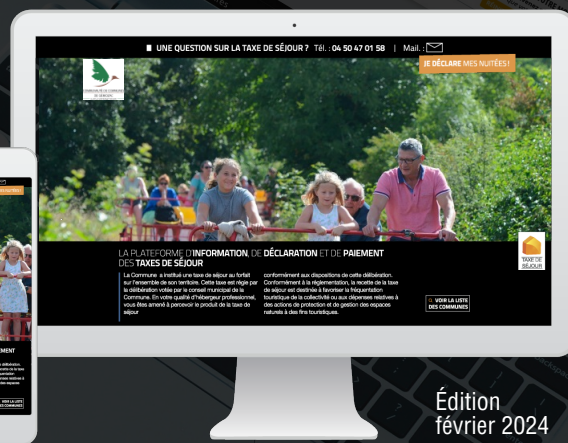 UNE QUESTION SUR LA TAXE DE SÉJOUR ? Tél. : 04 50 47 01 58 | Mail. :
JE DÉCLARE MES NUITÉES !
LA PLATEFORME D'INFORMATION, DE DÉCLARATION ET DE PAIEMENT
DES TAXES DE SÉJOUR
La Commune a institué une taxe de séjour au forfait
sur l'ensemble de son territoire. Cette taxe est régie par
la délibération votée par le conseil municipal de la
Commune. En votre qualité d'hébergeur professionnel,
vous êtes amené à percevoir le produit de la taxe de
séjour
conformément aux dispositions de cette délibération.
Conformément à la règlementation, la recette de la taxe
de séjour est destinée à favoriser la fréquentation
touristique de la collectivité ou aux dépenses relatives à
des actions de protection et de gestion des espaces
naturels à des fins touristiques.
TAXE DE
SÉJOUR
VOIR LA LISTE
DES COMMUNES
Édition
février 2024